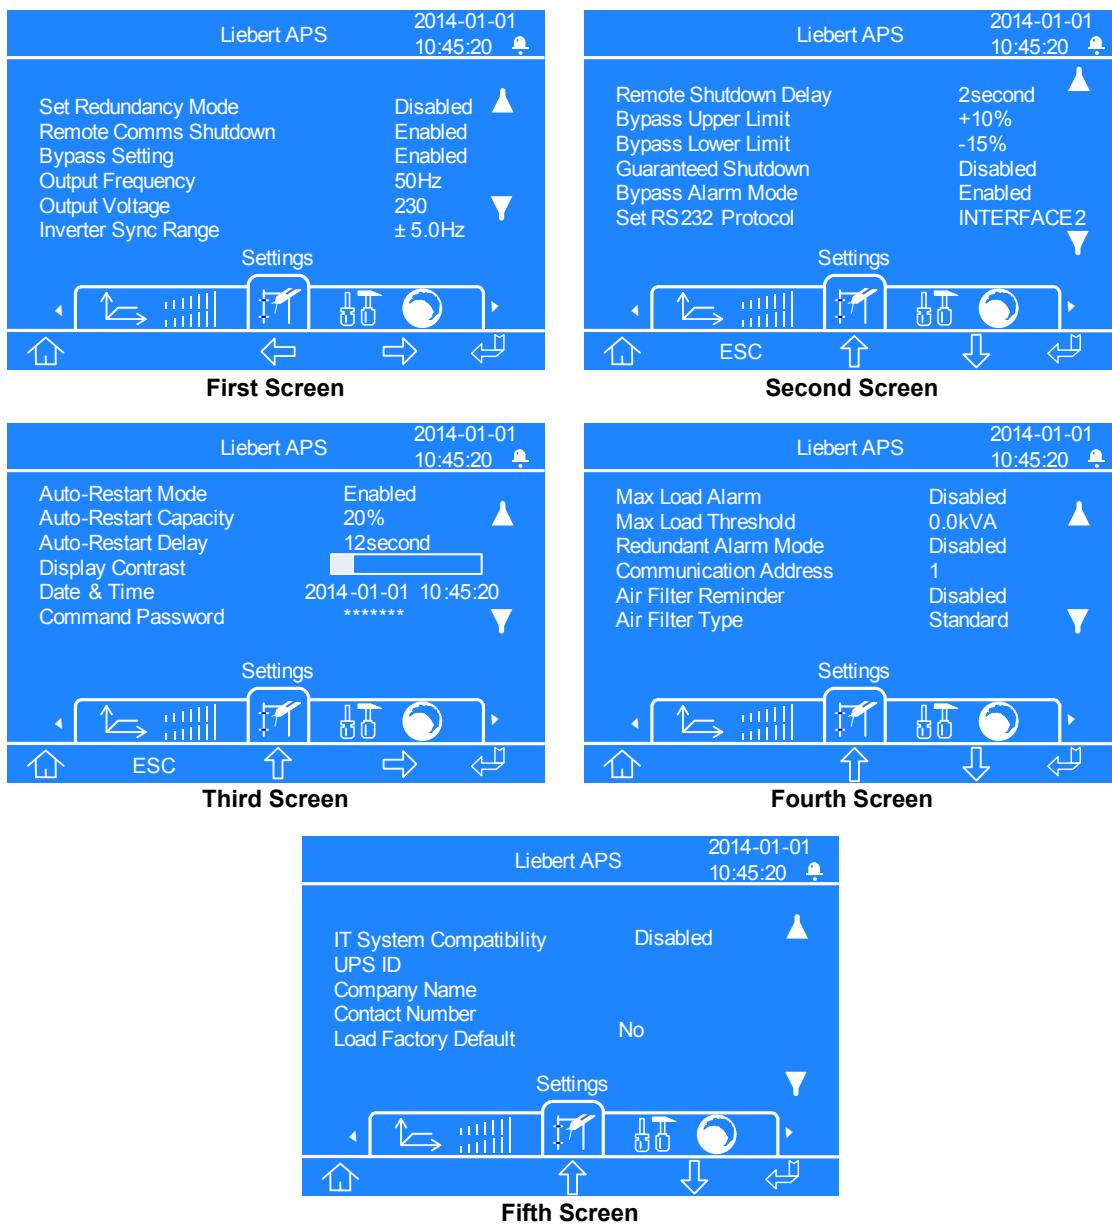 Liebert APS
2014-01-01
10:45:20
Set Redundancy Mode Disabled
Remote Comms Shutdown Enabled
Bypass Setting Enabled
Output Frequency 50Hz
Output Voltage 230
Inverter Sync Range ± 5.0Hz
Settings
First Screen
Liebert APS
2014-01-01
10:45:20
Remote Shutdown Delay 2second
Bypass Upper Limit +10%
Bypass Lower Limit -15%
Guaranteed Shutdown Disabled
Bypass Alarm Mode Enabled
Set RS232 Protocol INTERFACE2
Settings
ESC
Second Screen
Liebert APS
2014-01-01
10:45:20
Auto-Restart Mode Enabled
Auto-Restart Capacity 20%
Auto-Restart Delay 12second
Display Contrast
Date & Time 2014-01-01 10:45:20
Command Password *******
Settings
ESC
Third Screen
Liebert APS
2014-01-01
10:45:20
Max Load Alarm Disabled
Max Load Threshold 0.0kVA
Redundant Alarm Mode Disabled
Communication Address 1
Air Filter Reminder Disabled
Air Filter Type Standard
Settings
Fourth Screen
Liebert APS
2014-01-01
10:45:20
IT System Compatibility Disabled
UPS ID
Company Name
Contact Number
Load Factory Default No
Settings
Fifth Screen